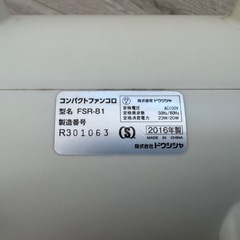 コンパクトファンコロ
型名 FSR-81
製造番号
R301063
株式会社ドウシシャ
定格電圧 AC100V
定格周波数 50Hz/60Hz
定格消費電力 22W/20W
2016年製
MADE IN CHINA
株式会社ドウシシャ